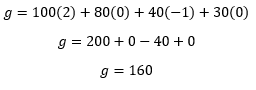 g = 100(2) + 80(0) + 40(−1) + 30(0)
g = 200 + 0 − 40 + 0
g = 160